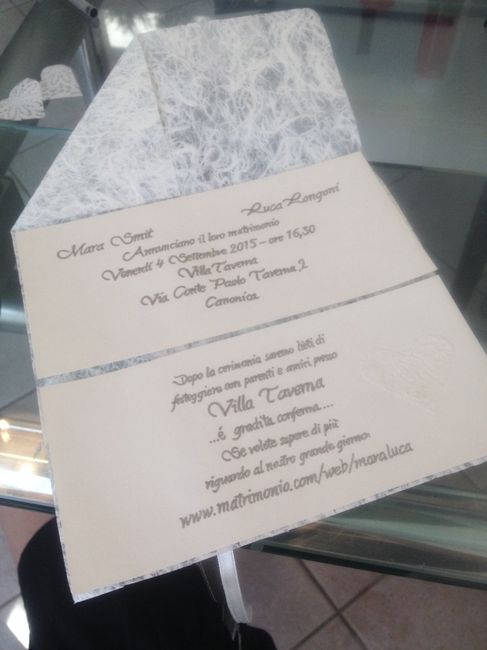 Mara Smit Luca Longoni
Annunciano il loro matrimonio
Venerdì 4 Settembre 2015 - ore 16,30
Villa Taverna
Via Conte Paolo Taverna,2
Canonica
Dopo la cerimonia saremo lieti di
festeggiare con parenti e amici presso
Villa Taverna
...é gradita conferma....
Se volete sapere di più
riguardo al nostro grande giorno:
www.matrimonio.com/web/maraluca